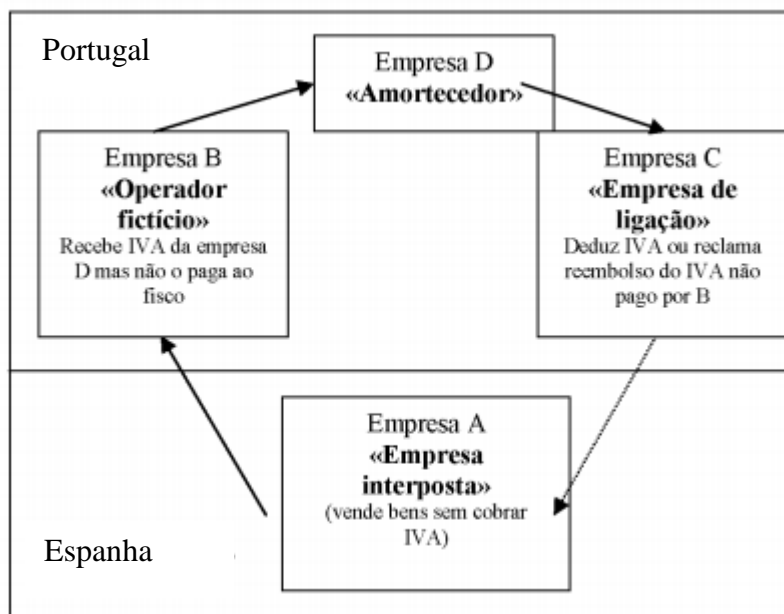 Portugal
Empresa D
«Amortecedor»
Empresa B
«Operador
fictício»
Recebe IVA da empresa
D mas não o paga ao
fisco
Empresa C
«Empresa de
ligação»
Deduz IVA ou reclama
reembolso do IVA não
pago por B
Empresa A
«Empresa
interposta»
(vende bens sem cobrar
IVA)
Espanha